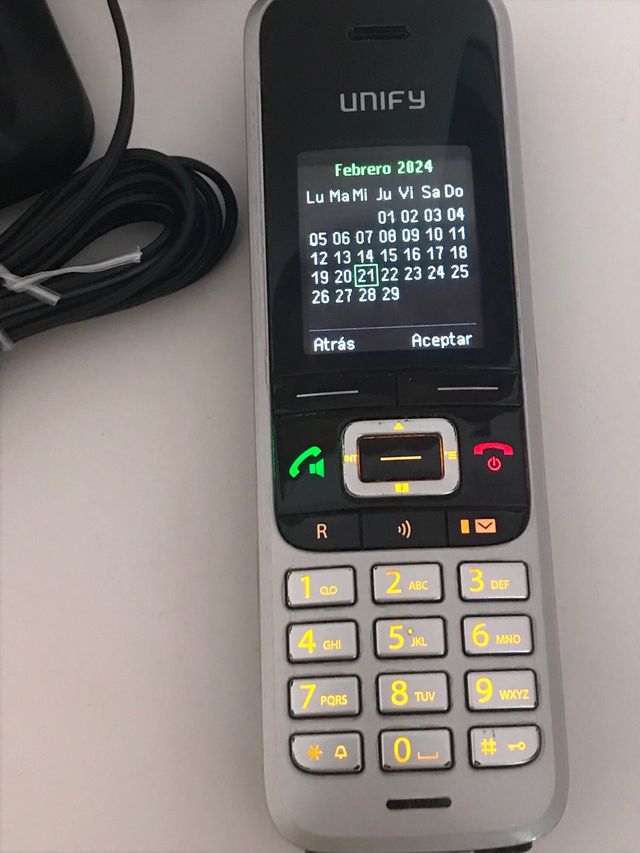 UNIFY
Febrero 2024
Lu Ma Mi Ju Vi Sa Do
01 02 03 04
05 06 07 08 09 10 11
12 13 14 15 16 17 18
19 20 21 22 23 24 25
26 27 28 29
Atrás Aceptar
INT
R
1 2 ABC 3 DEF
4 GHI 5 JKL 6 MNO
7 PQRS 8 TUV 9 WXYZ
* 0 #